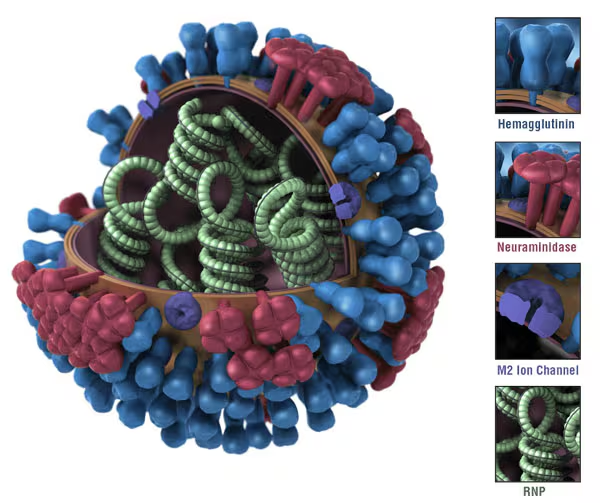 Hemagglutinin
Neuraminidase
M2 Ion Channel
RNP